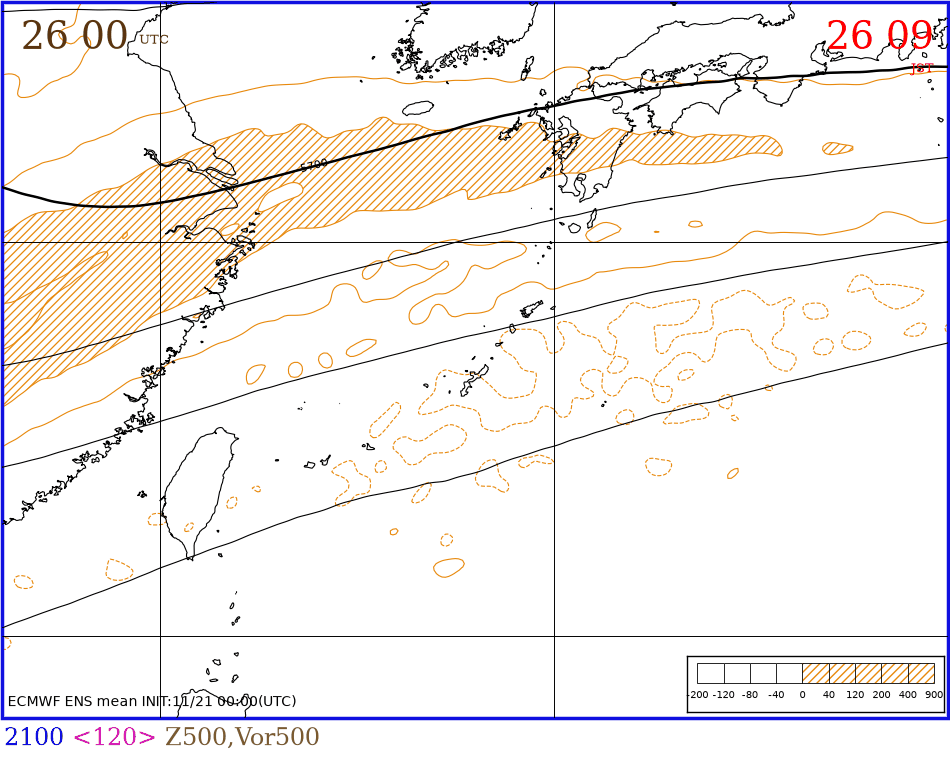 26 00 UTC
26 09
JST
5700
-200 -120 -80 -40 0 40 120 200 400 900
ECMWF ENS mean INIT:11/21 00:00(UTC)
2100 <120> Z500,Vor500